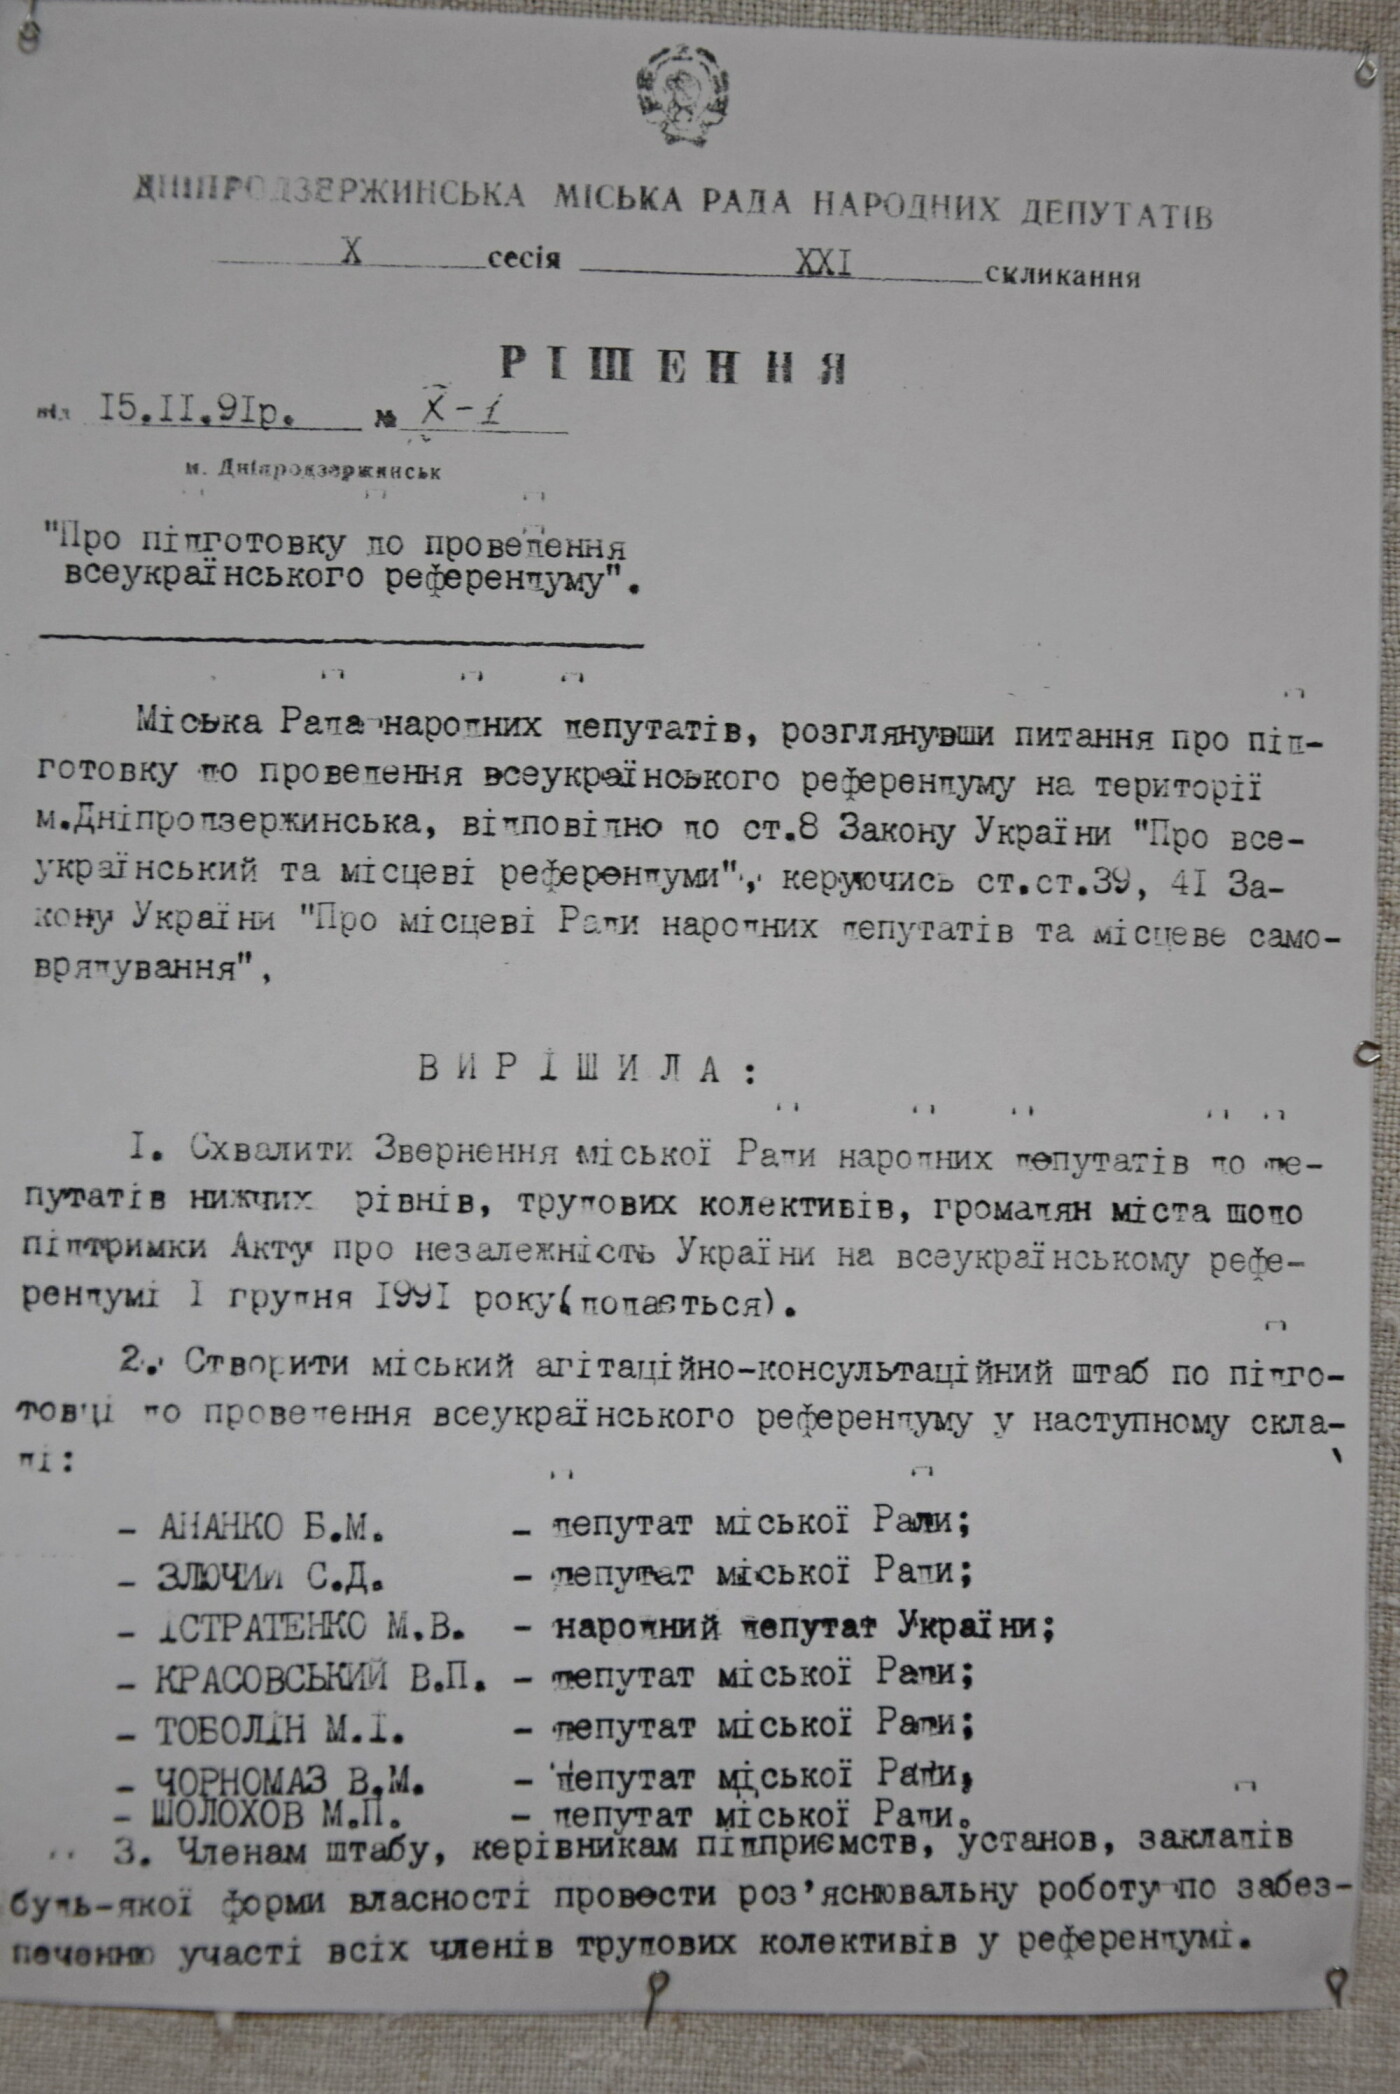 ДНІПРОДЗЕРЖИНСЬКА МІСЬКА РАДА НАРОДНИХ ДЕПУТАТІВ
X сесія XXI скликання
РІШЕННЯ
від 15.11.91р. № X-1
м. Дніпродзержинськ
"Про підготовку до проведення
всеукраїнського референдуму".
Міська Рада народних депутатів, розглянувши питання про під-
готовку до проведення всеукраїнського референдуму на території
м.Дніпродзержинська, відповідно до ст.8 Закону України "Про все-
український та місцеві референдуми", керуючись ст.ст.39, 41 За-
кону України "Про місцеві Ради народних депутатів та місцеве само-
врядування",
ВИРІШИЛА:
1. Схвалити Звернення міської Ради народних депутатів до де-
путатів нижчих рівнів, трудових колективів, громадян міста щодо
підтримки Акту про незалежність України на всеукраїнському рефе-
рендумі 1 грудня 1991 року(додається).
2. Створити міський агітаційно-консультаційний штаб по підго-
товці до проведення всеукраїнського референдуму у наступному скла-
ді:
- АНАНКО Б.М. - депутат міської Ради;
- ЗЛЮЧИЙ С.Д. - депутат міської Ради;
- ІСТРАТЕНКО М.В. - народний депутат України;
- КРАСОВСЬКИЙ В.П. - депутат міської Ради;
- ТОБОЛІН М.І. - депутат міської Ради;
- ЧОРНОМАЗ В.М. - депутат міської Ради,
- ШОЛОХОВ М.П. - депутат міської Ради.
3. Членам штабу, керівникам підприємств, установ, закладів
будь-якої форми власності провести роз'яснювальну роботу по забез-
печенню участі всіх членів трудових колективів у референдумі.